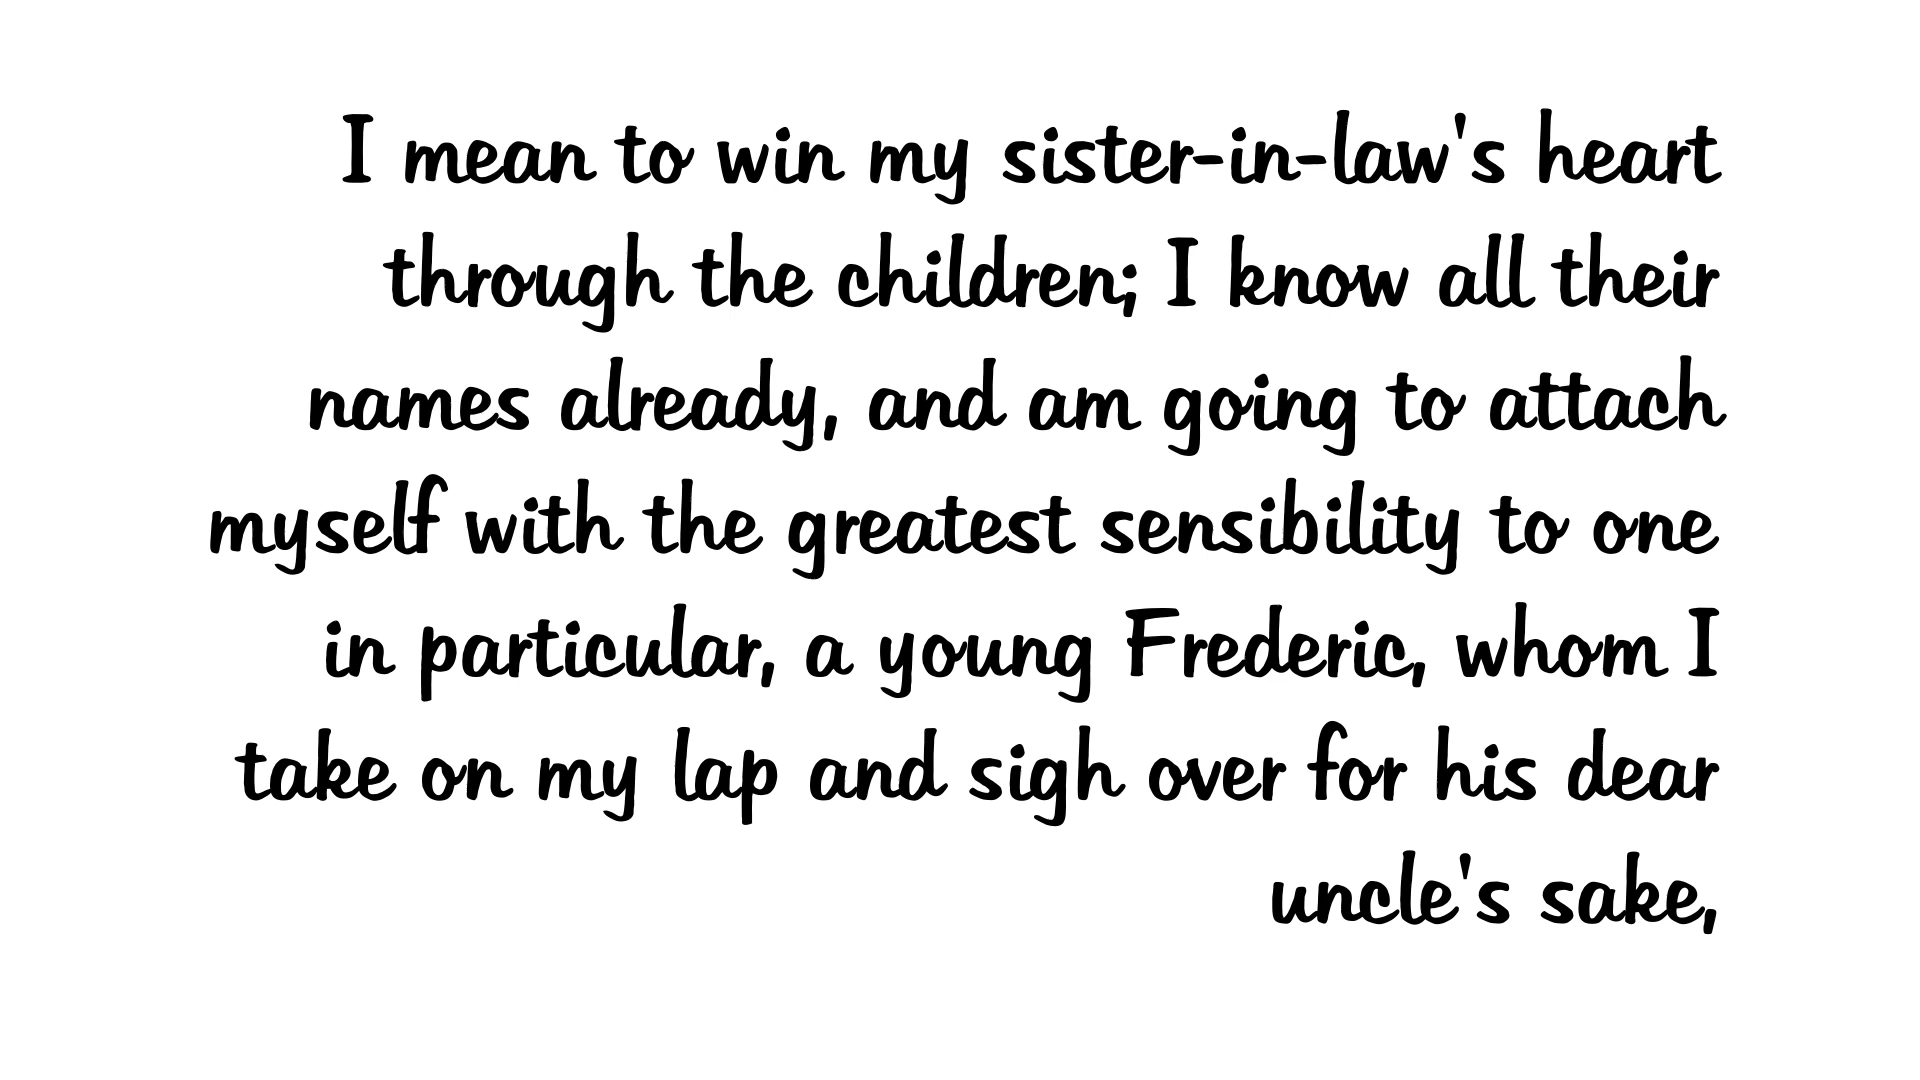 I mean to win my sister-in-law's heart
through the children; I know all their
names already, and am going to attach
myself with the greatest sensibility to one
in particular, a young Frederic, whom I
take on my lap and sigh over for his dear
uncle's sake,